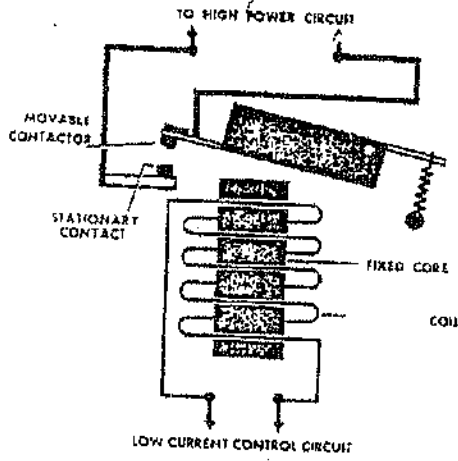 TO HIGH POWER CIRCUIT
MOVABLE
CONTACTOR
STATIONARY
CONTACT
FIXED CORE
COIL
LOW CURRENT CONTROL CIRCUIT